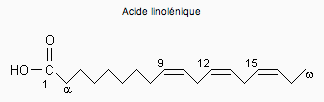 Acide linolénique
O
9 12 15 ω
HO 1 α